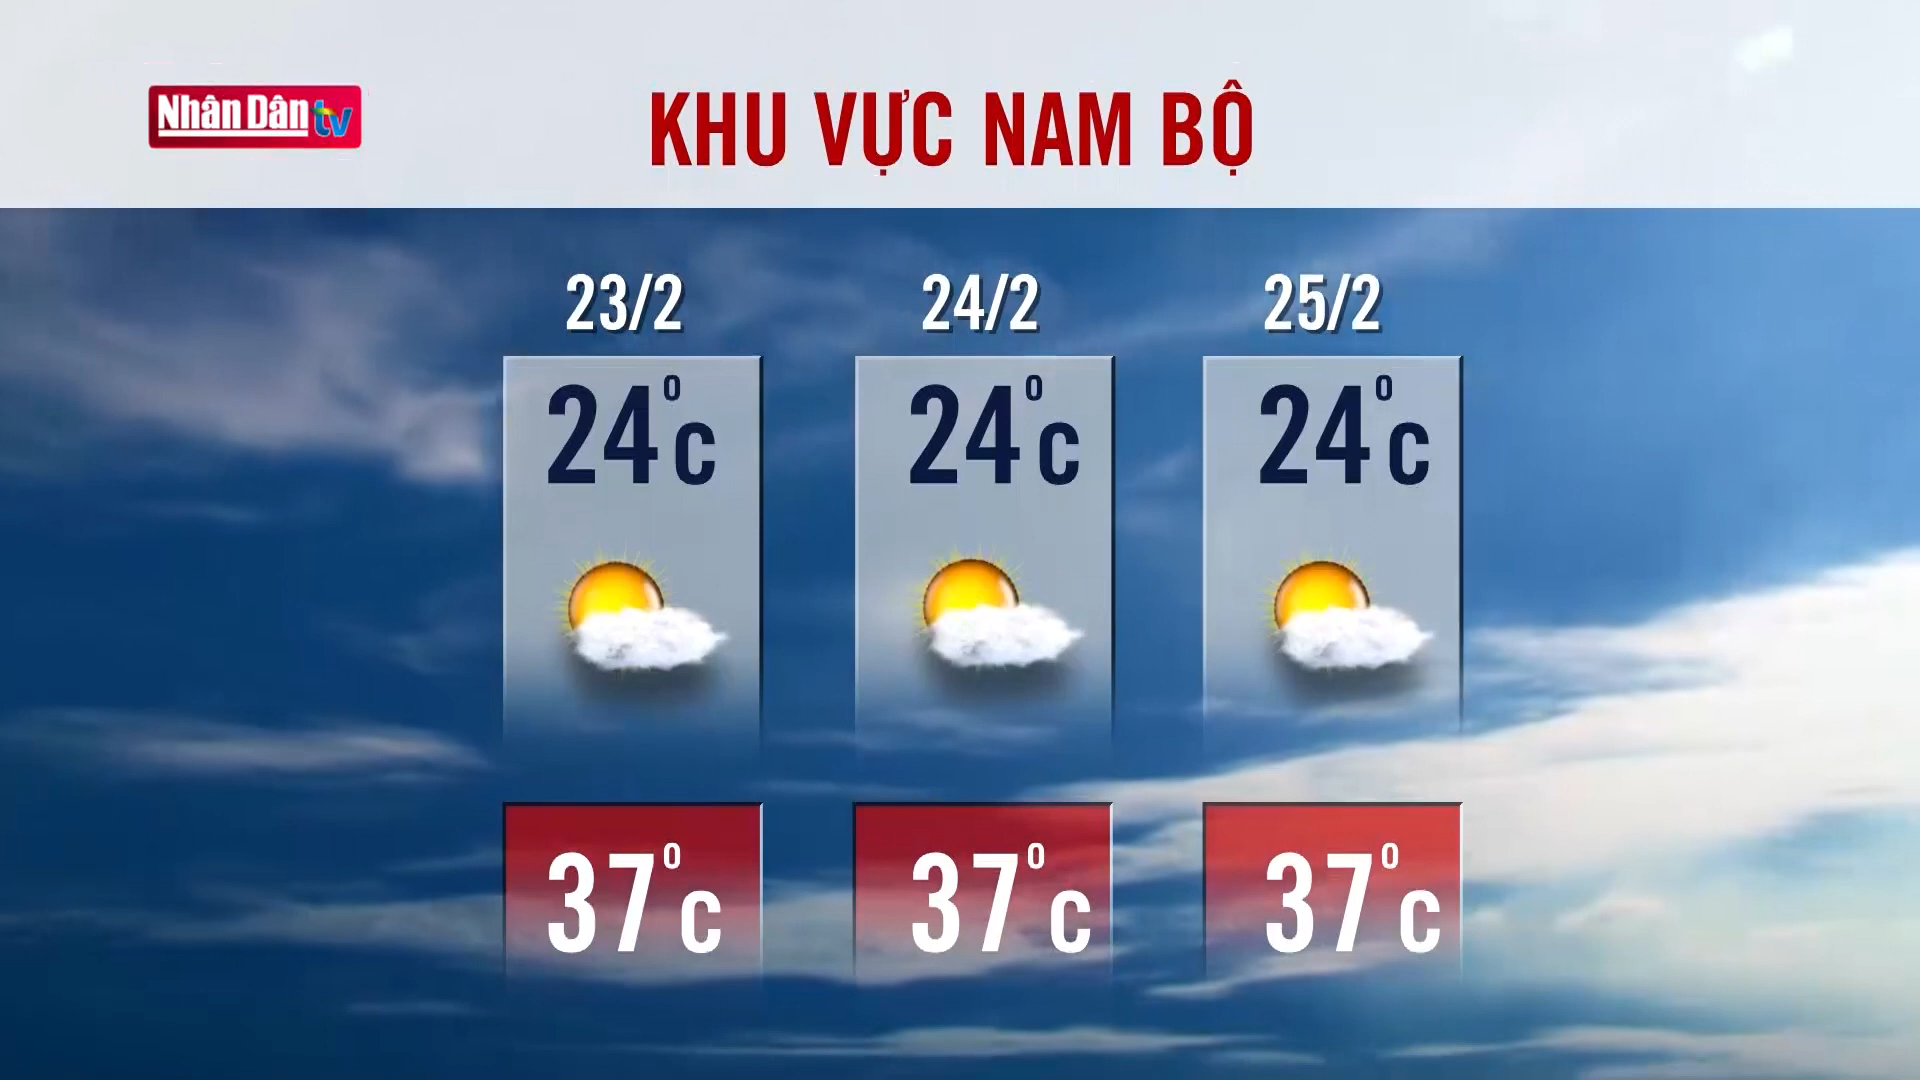 Nhân Dân tv
KHU VỰC NAM BỘ
23/2 24/2 25/2
24°C 24°C 24°C
37°C 37°C 37°C